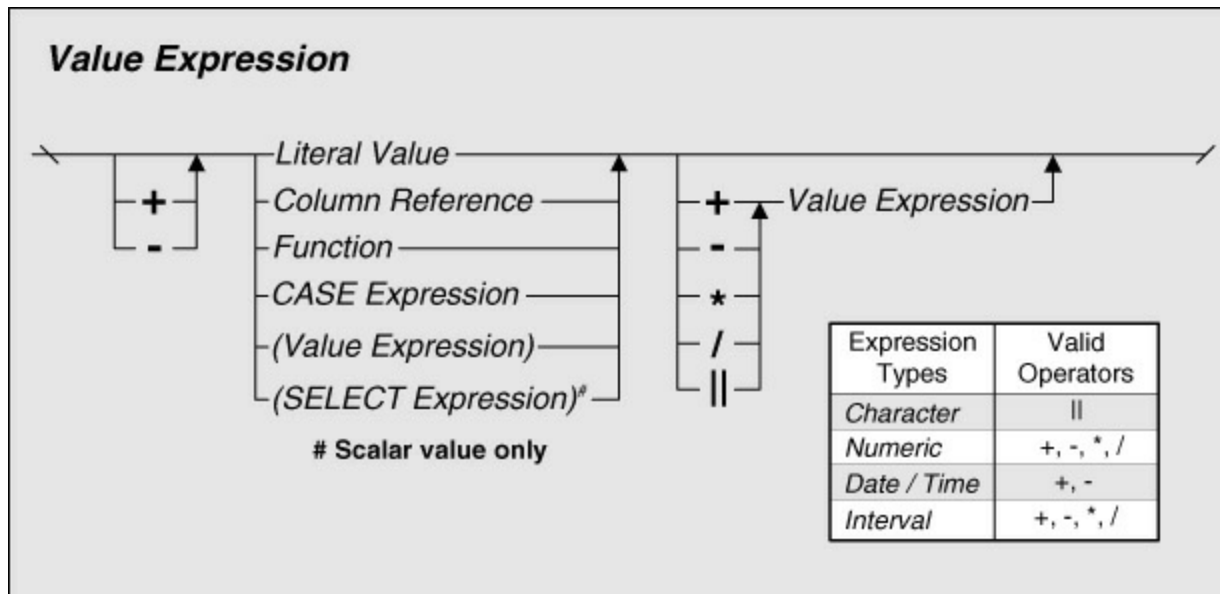 Value Expression
Literal Value
+ Column Reference + Value Expression
- Function -
CASE Expression *
(Value Expression) /
(SELECT Expression)# ||
# Scalar value only
Expression Types Valid Operators
Character ||
Numeric +, -, *, /
Date / Time +, -
Interval +, -, *, /